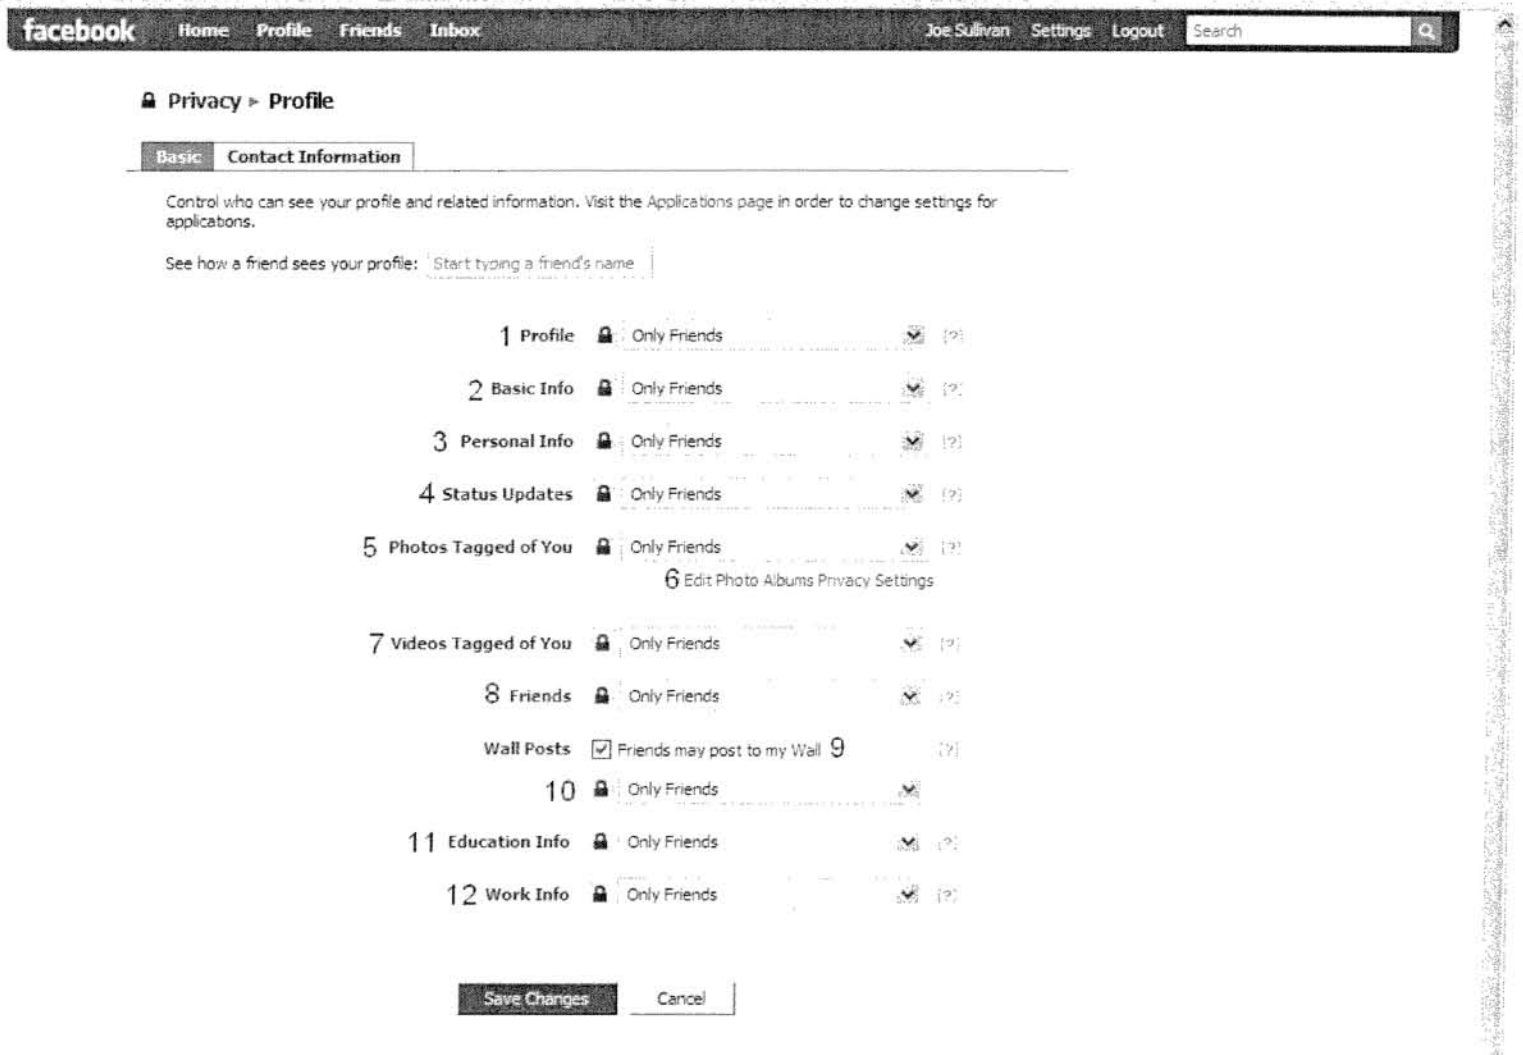 facebook Home Profile Friends Inbox Joe Sullivan Settings Logout Search
Privacy ▸ Profile
Basic Contact Information
Control who can see your profile and related information. Visit the Applications page in order to change settings for
applications.
See how a friend sees your profile: Start typing a friend's name
1 Profile Only Friends [?]
2 Basic Info Only Friends [?]
3 Personal Info Only Friends [?]
4 Status Updates Only Friends [?]
5 Photos Tagged of You Only Friends [?]
6 Edit Photo Albums Privacy Settings
7 Videos Tagged of You Only Friends [?]
8 Friends Only Friends [?]
Wall Posts Friends may post to my Wall 9 [?]
10 Only Friends
11 Education Info Only Friends [?]
12 Work Info Only Friends [?]
Save Changes Cancel